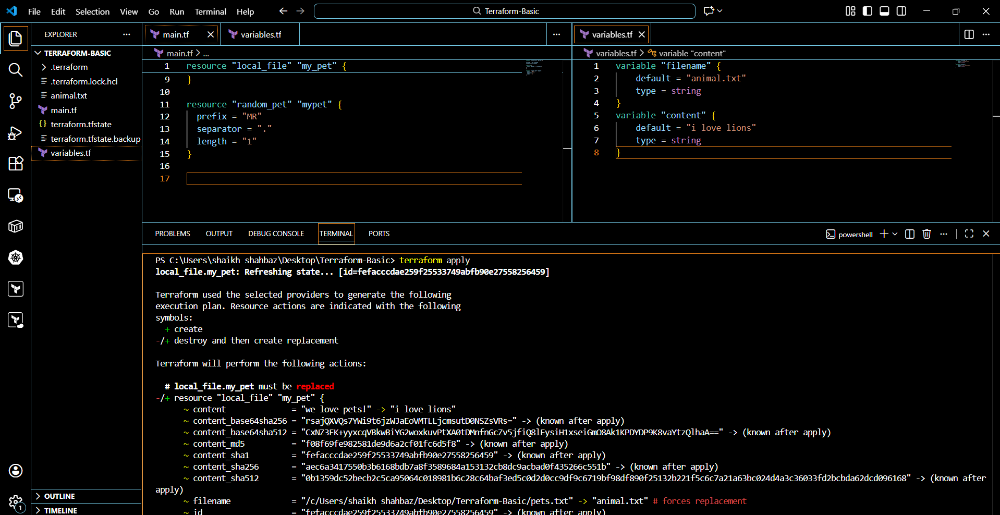 File Edit Selection View Go Run Terminal Help
Terraform-Basic
EXPLORER
TERRAFORM-BASIC
.terraform
.terraform.lock.hcl
animal.txt
main.tf
{} terraform.tfstate
terraform.tfstate.backup
variables.tf
OUTLINE
TIMELINE
1
main.tf
variables.tf
main.tf > ...
1 resource "local_file" "my_pet" {
9 }
10
11 resource "random_pet" "mypet" {
12 prefix = "MR"
13 separator = "."
14 length = "1"
15 }
16
17
variables.tf
variables.tf > variable "content"
1 variable "filename" {
2 default = "animal.txt"
3 type = string
4 }
5 variable "content" {
6 default = "i love lions"
7 type = string
8 }
PROBLEMS OUTPUT DEBUG CONSOLE TERMINAL PORTS
powershell
PS C:\Users\shaikh shahbaz\Desktop\Terraform-Basic> terraform apply
local_file.my_pet: Refreshing state... [id=fefacccdae259f25533749abfb90e27558256459]
Terraform used the selected providers to generate the following
execution plan. Resource actions are indicated with the following
symbols:
+ create
-/+ destroy and then create replacement
Terraform will perform the following actions:
# local_file.my_pet must be replaced
-/+ resource "local_file" "my_pet" {
~ content = "we love pets!" -> "i love lions"
~ content_base64sha256 = "rsajQXVQs7YWi9t6jzWJaEoVMTLLjcmsutD0NSZsVRs=" -> (known after apply)
~ content_base64sha512 = "CxNZ3FK+yyxcqVBkwBiYG2woxkuvPtXA0tDMnfnGcZv5jfiQ8lEysiH1xseiGmO8Ak1KPDYDP9K8vaYtzQlhaA==" -> (known after apply)
~ content_md5 = "f08f69fe982581de9d6a2cf01fc6d5f8" -> (known after apply)
~ content_sha1 = "fefacccdae259f25533749abfb90e27558256459" -> (known after apply)
~ content_sha256 = "aec6a3417550b3b6168bdb7a8f3589684a153132cb8dc9acbad0f435266c551b" -> (known after apply)
~ content_sha512 = "0b1359dc52becb2c5ca95064c018981b6c28c64baf3ed5c0d2d0cc9df9c6719bf98df890f25132b221f5c6c7a21a63bc024d4a3c36033fd2bcbda62dcd096168" -> (known after
apply)
~ filename = "/c/Users/shaikh shahbaz/Desktop/Terraform-Basic/pets.txt" -> "animal.txt" # forces replacement
~ id = "fefacccdae259f25533749abfb90e27558256459" -> (known after apply)